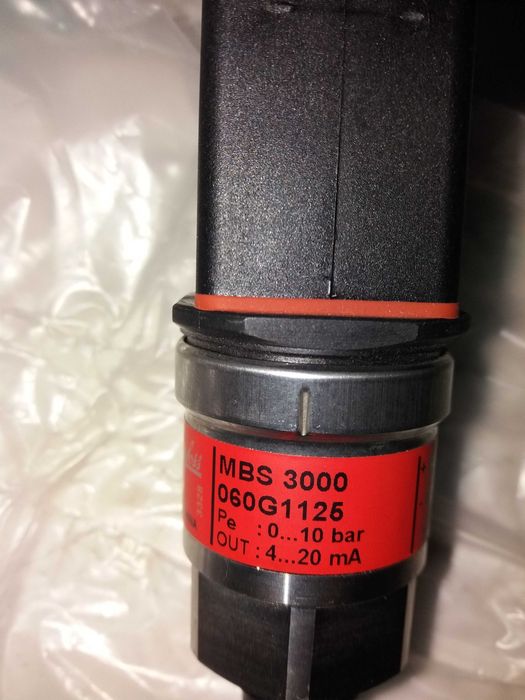 MBS 3000
060G1125
Pe : 0...10 bar
OUT : 4...20 mA
+
-